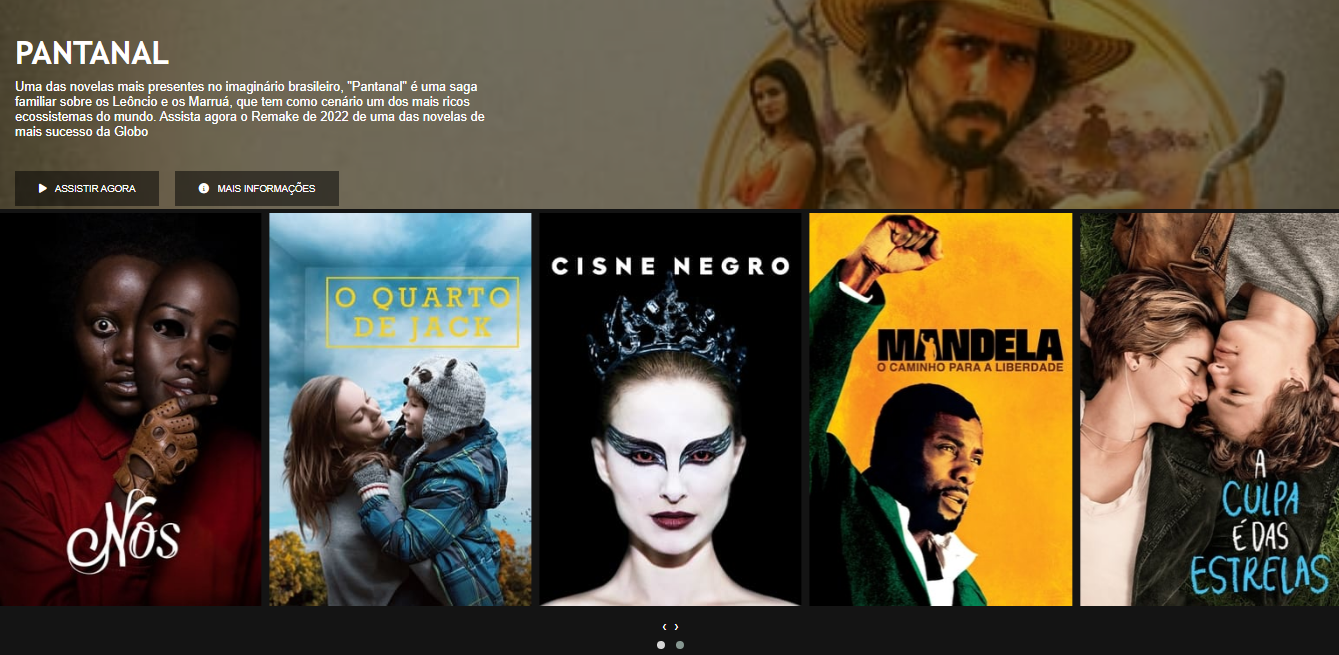 PANTANAL
Uma das novelas mais presentes no imaginário brasileiro, "Pantanal" é uma saga
familiar sobre os Leôncio e os Marruá, que tem como cenário um dos mais ricos
ecossistemas do mundo. Assista agora o Remake de 2022 de uma das novelas de
mais sucesso da Globo
ASSISTIR AGORA
MAIS INFORMAÇÕES
Nós
O QUARTO
DE JACK
CISNE NEGRO
MANDELA
O CAMINHO PARA A LIBERDADE
A
CULPA
É DAS
ESTRELAS
‹ ›